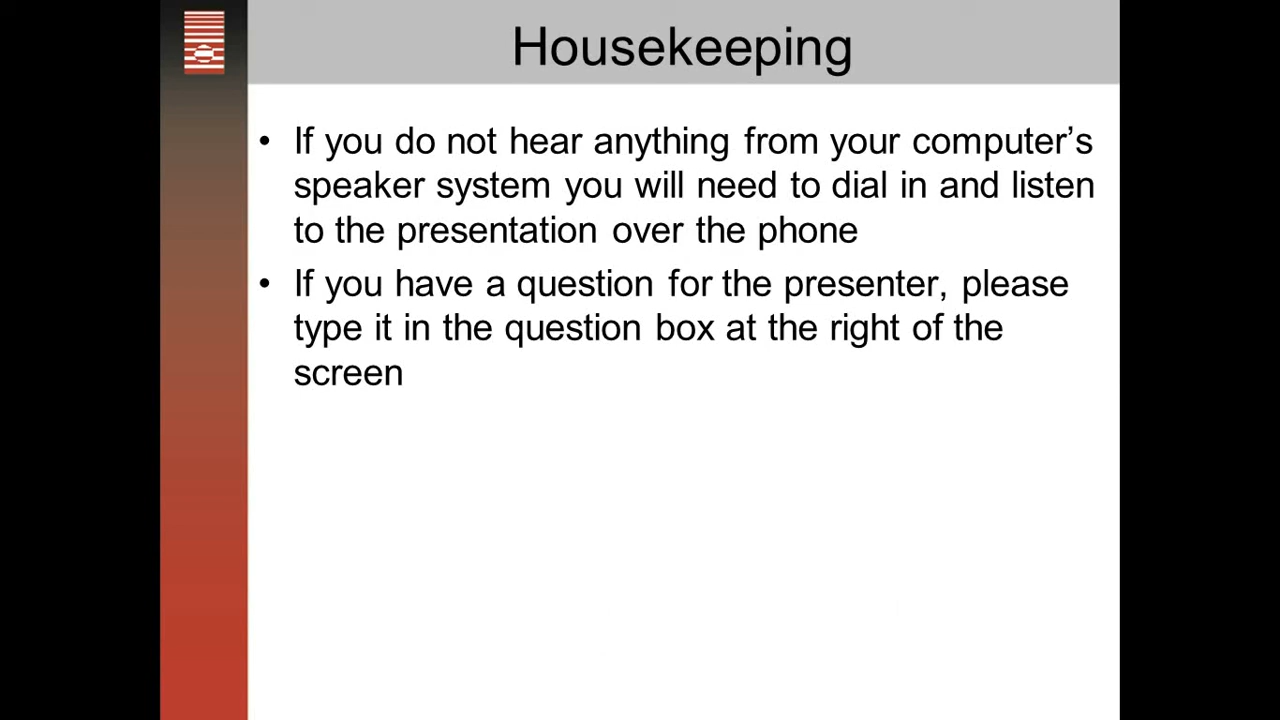 Housekeeping
• If you do not hear anything from your computer’s
speaker system you will need to dial in and listen
to the presentation over the phone
• If you have a question for the presenter, please
type it in the question box at the right of the
screen